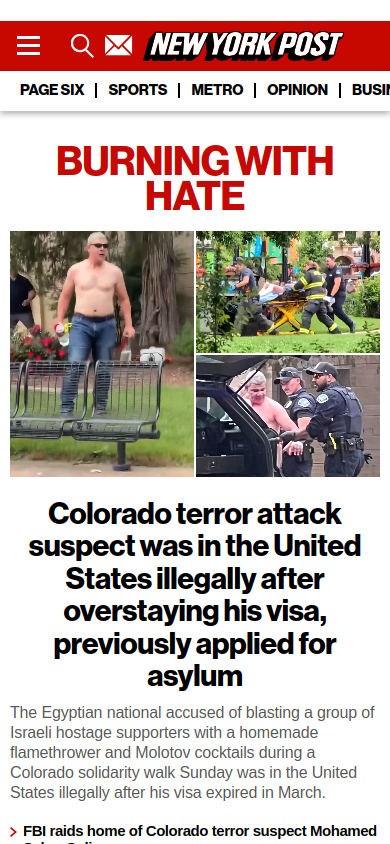 NEW YORK POST
PAGE SIX
SPORTS
METRO
OPINION
BURNING WITH
HATE
Colorado terror attack
suspect was in the United
States illegally after
overstaying his visa,
previously applied for
asylum
The Egyptian national accused of blasting a group of
Israeli hostage supporters with a homemade
flamethrower and Molotov cocktails during a
Colorado solidarity walk Sunday was in the United
States illegally after his visa expired in March.
FBI raids home of Colorado terror suspect Mohamed